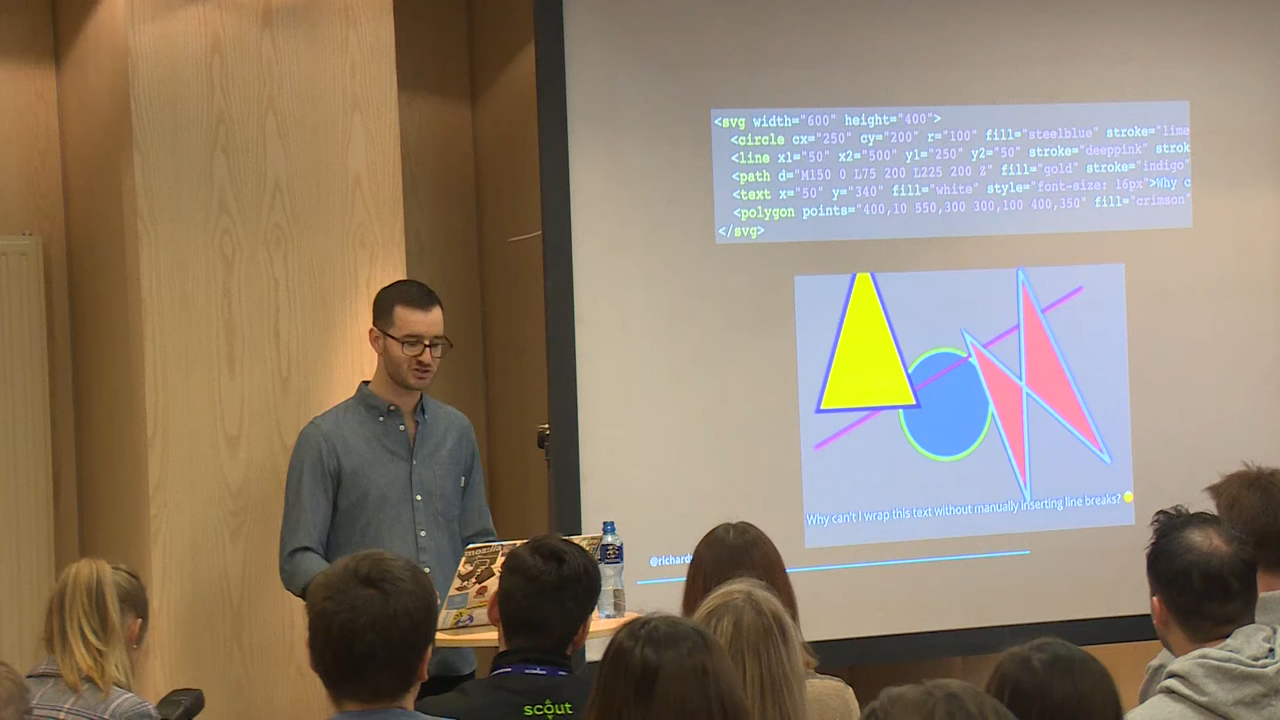 <svg width="600" height="400">
<circle cx="250" cy="200" r="100" fill="steelblue" stroke="lime
<line x1="50" x2="500" y1="250" y2="50" stroke="deeppink" strok
<path d="M150 0 L75 200 L225 200 Z" fill="gold" stroke="indigo"
<text x="50" y="340" fill="white" style="font-size: 16px">Why c
<polygon points="400,10 550,300 300,100 400,350" fill="crimson"
</svg>
Why can't I wrap this text without manually inserting line breaks?
@richard
mozilla
scout